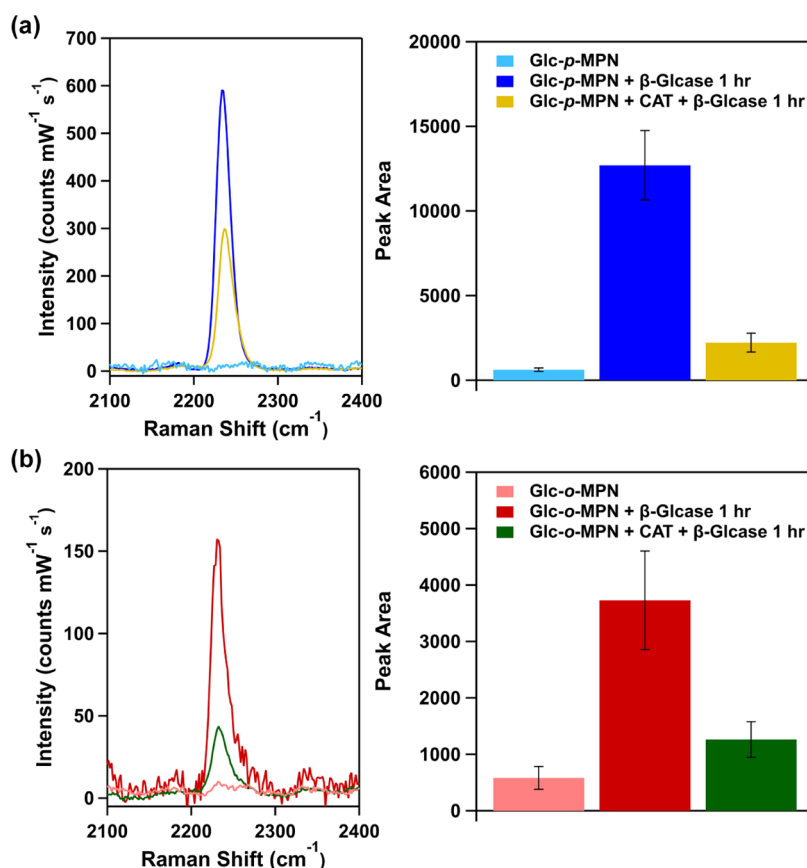 (a)
700
600
500
400
300
200
100
0
Intensity (counts mW⁻¹ s⁻¹)
2100 2200 2300 2400
Raman Shift (cm⁻¹)
20000
15000
10000
5000
0
Peak Area
Glc-p-MPN
Glc-p-MPN + β-Glcase 1 hr
Glc-p-MPN + CAT + β-Glcase 1 hr
(b)
200
150
100
50
0
Intensity (counts mW⁻¹ s⁻¹)
2100 2200 2300 2400
Raman Shift (cm⁻¹)
6000
5000
4000
3000
2000
1000
0
Peak Area
Glc-o-MPN
Glc-o-MPN + β-Glcase 1 hr
Glc-o-MPN + CAT + β-Glcase 1 hr